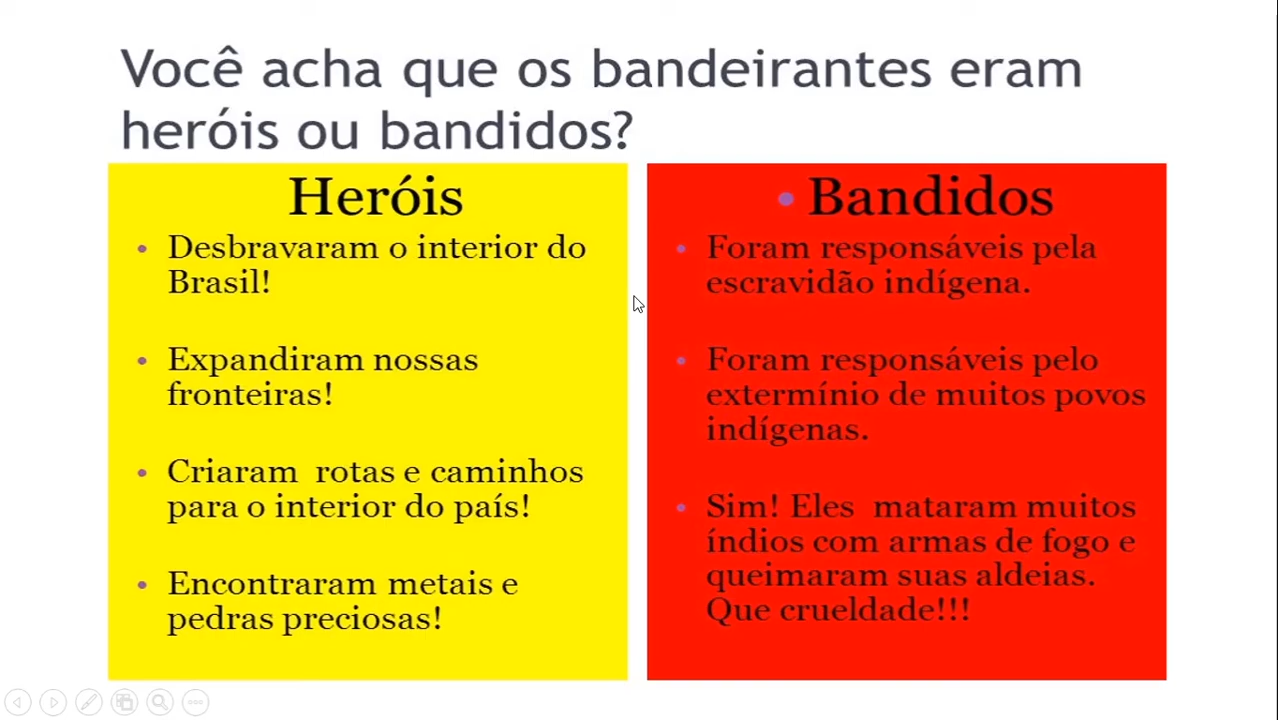 Você acha que os bandeirantes eram
heróis ou bandidos?
Heróis
• Desbravaram o interior do
Brasil!
• Expandiram nossas
fronteiras!
• Criaram  rotas e caminhos
para o interior do país!
• Encontraram metais e
pedras preciosas!
• Bandidos
• Foram responsáveis pela
escravidão indígena.
• Foram responsáveis pelo
extermínio de muitos povos
indígenas.
• Sim! Eles  mataram muitos
índios com armas de fogo e
queimaram suas aldeias.
Que crueldade!!!